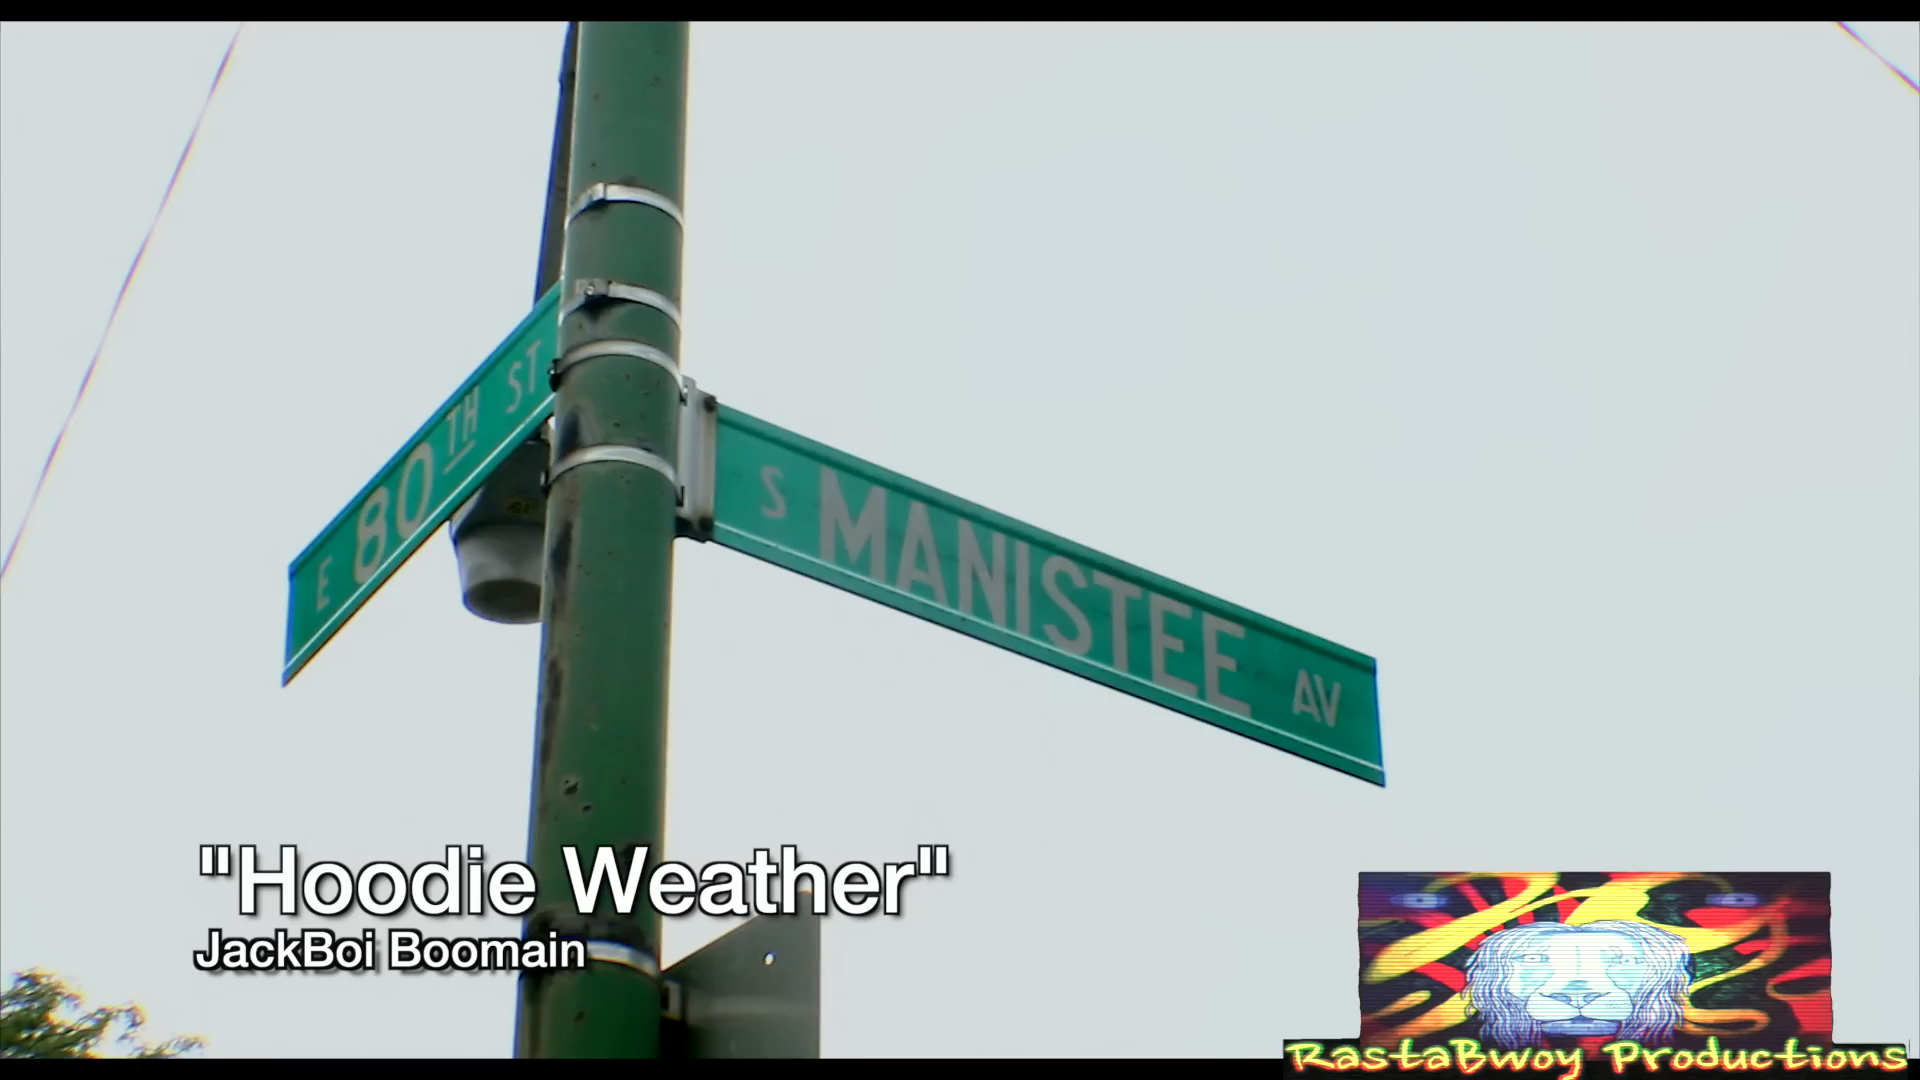 E 80TH ST
S MANISTEE AV
"Hoodie Weather"
JackBoi Boomain
RastaBwoy Productions